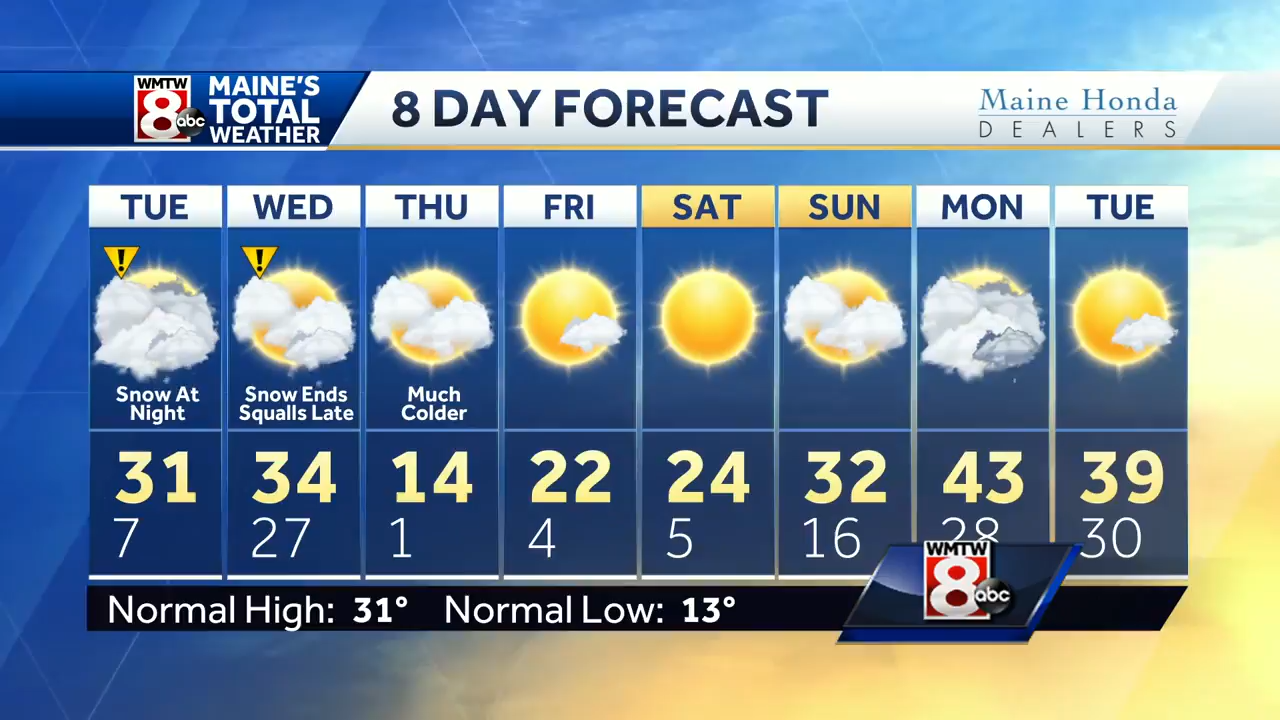 WMTW
8
abc
MAINE'S
TOTAL
WEATHER
8 DAY FORECAST
Maine Honda
DEALERS
TUE WED THU FRI SAT SUN MON TUE
! !
Snow At Night Snow Ends Squalls Late Much Colder
31 34 14 22 24 32 43 39
7 27 1 4 5 16 28 30
WMTW
8
abc
Normal High: 31° Normal Low: 13°